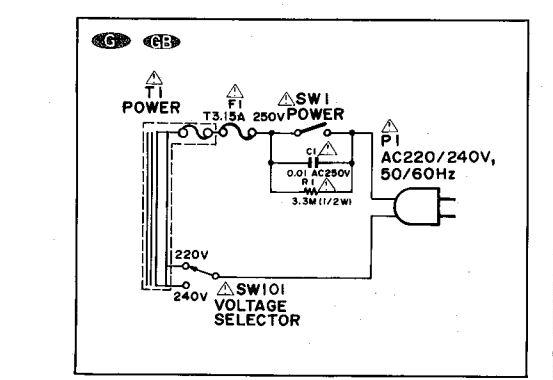 G GB
T1
POWER
F1
T3.15A 250V
SW1
POWER
P1
AC220/240V,
50/60Hz
C1
0.01 AC250V
R1
3.3M(1/2W)
220V
240V
SW101
VOLTAGE
SELECTOR